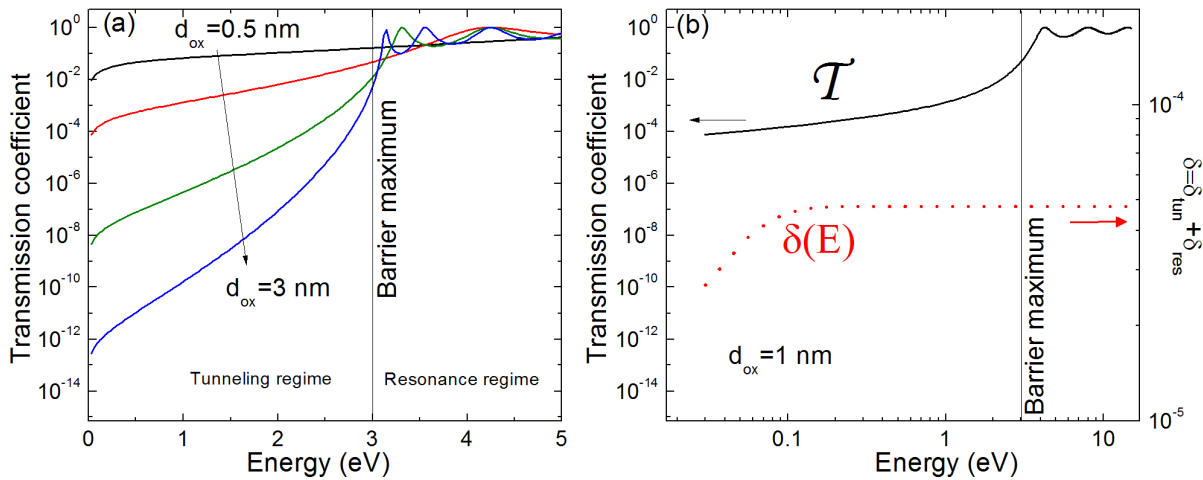 (a)
d_ox=0.5 nm
d_ox=3 nm
Barrier maximum
Tunneling regime
Resonance regime
Transmission coefficient
10^0
10^-2
10^-4
10^-6
10^-8
10^-10
10^-12
10^-14
0
1
2
3
4
5
Energy (eV)
(b)
T
δ(E)
d_ox=1 nm
Barrier maximum
Transmission coefficient
10^0
10^-2
10^-4
10^-6
10^-8
10^-10
10^-12
10^-14
0.1
1
10
Energy (eV)
10^-4
10^-5
δ=δ_tun + δ_res